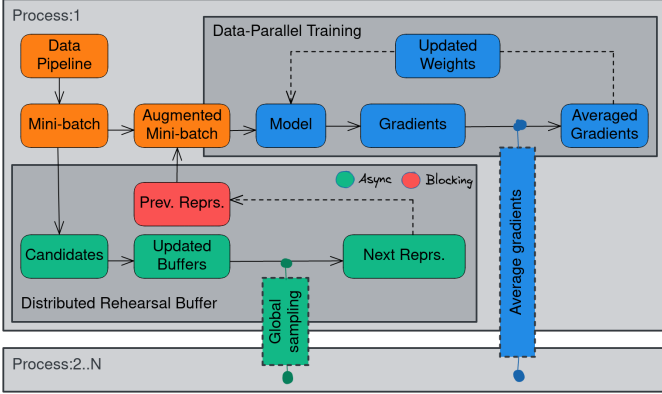 Process:1
Data-Parallel Training
Data
Pipeline
Updated
Weights
Mini-batch
Augmented
Mini-batch
Model
Gradients
Averaged
Gradients
Async
Blocking
Prev. Reprs.
Candidates
Updated
Buffers
Next Reprs.
Average gradients
Distributed Rehearsal Buffer
Global
sampling
Process:2..N